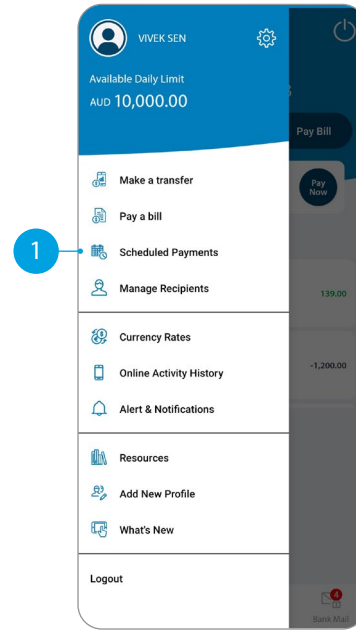 VIVEK SEN
Available Daily Limit
AUD 10,000.00
Pay Bill
Make a transfer
Pay
Now
Pay a bill
1
Scheduled Payments
Manage Recipients
139.00
Currency Rates
Online Activity History
-1,200.00
Alert & Notifications
Resources
Add New Profile
What's New
Logout
4
Bank Mail